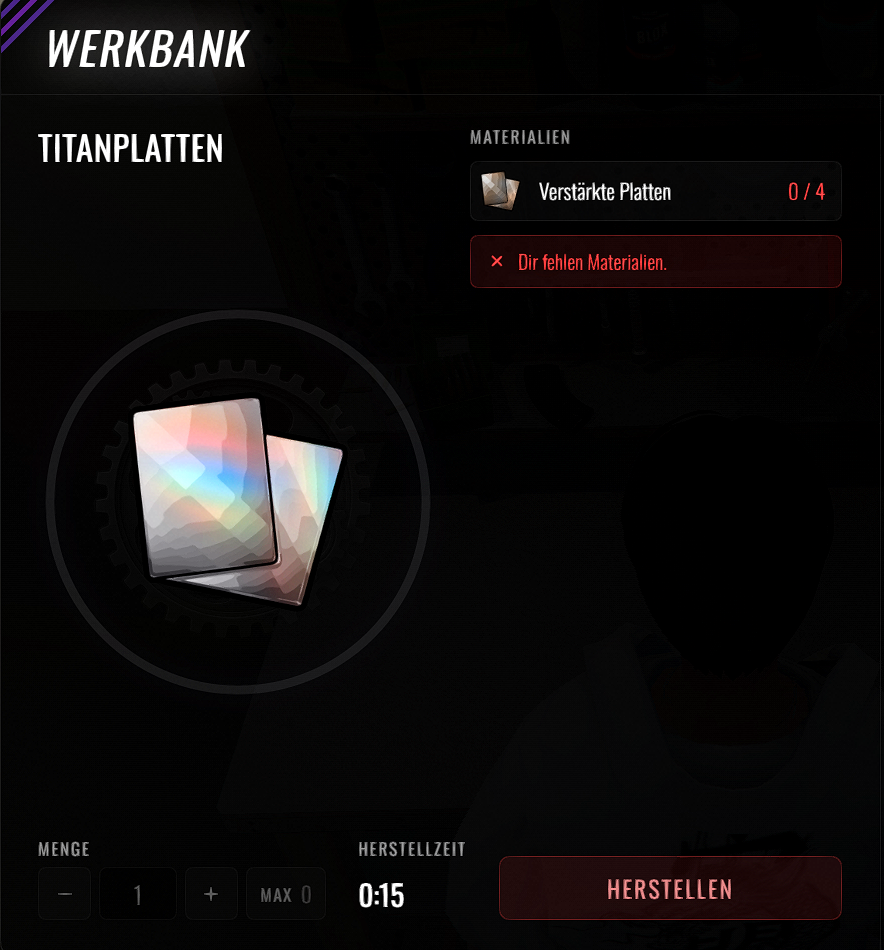 WERKBANK
TITANPLATTEN
MATERIALIEN
Verstärkte Platten 0 / 4
× Dir fehlen Materialien.
MENGE
− 1 + MAX 0
HERSTELLZEIT
0:15
HERSTELLEN